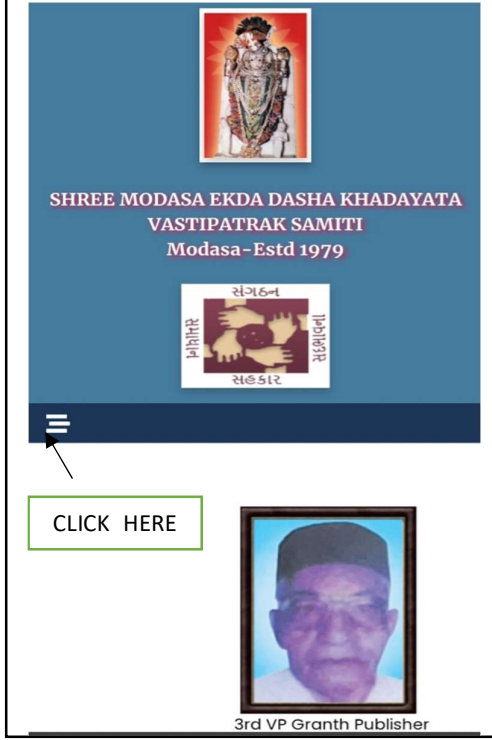 SHREE MODASA EKDA DASHA KHADAYATA
VASTIPATRAK SAMITI
Modasa-Estd 1979
સંગઠન
સહકાર
CLICK HERE
3rd VP Granth Publisher